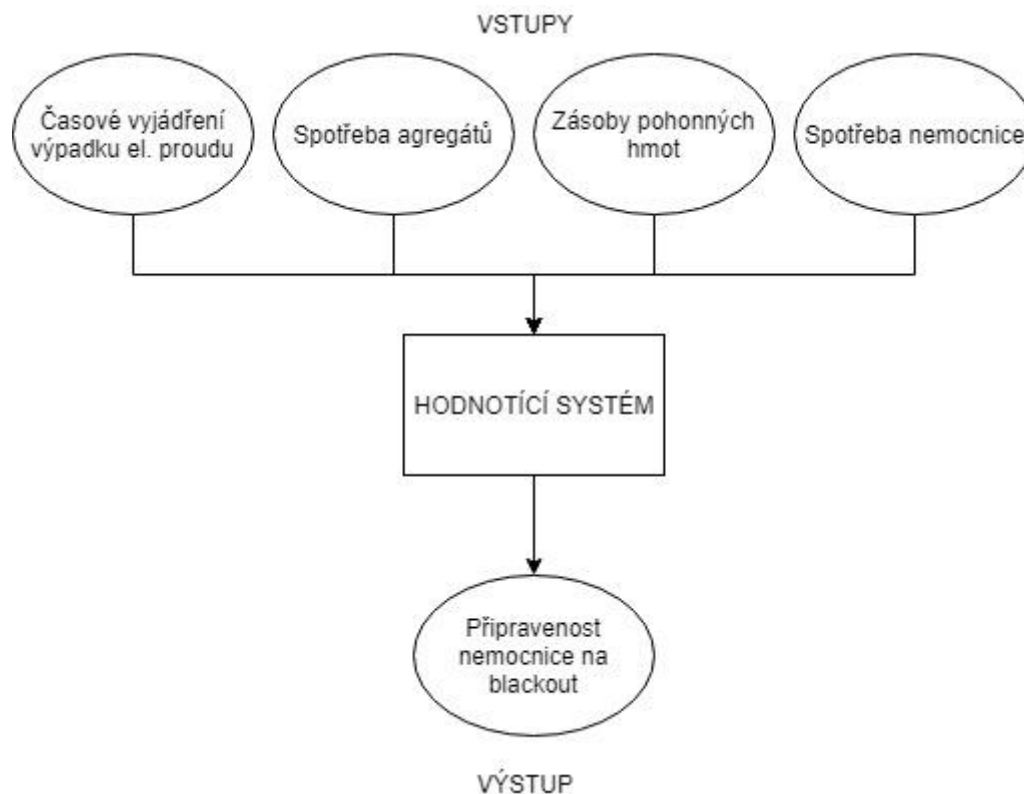 VSTUPY
Časové vyjádření
výpadku el. proudu
Spotřeba agregátů
Zásoby pohonných
hmot
Spotřeba nemocnice
HODNOTÍCÍ SYSTÉM
Připravenost
nemocnice na
blackout
VÝSTUP